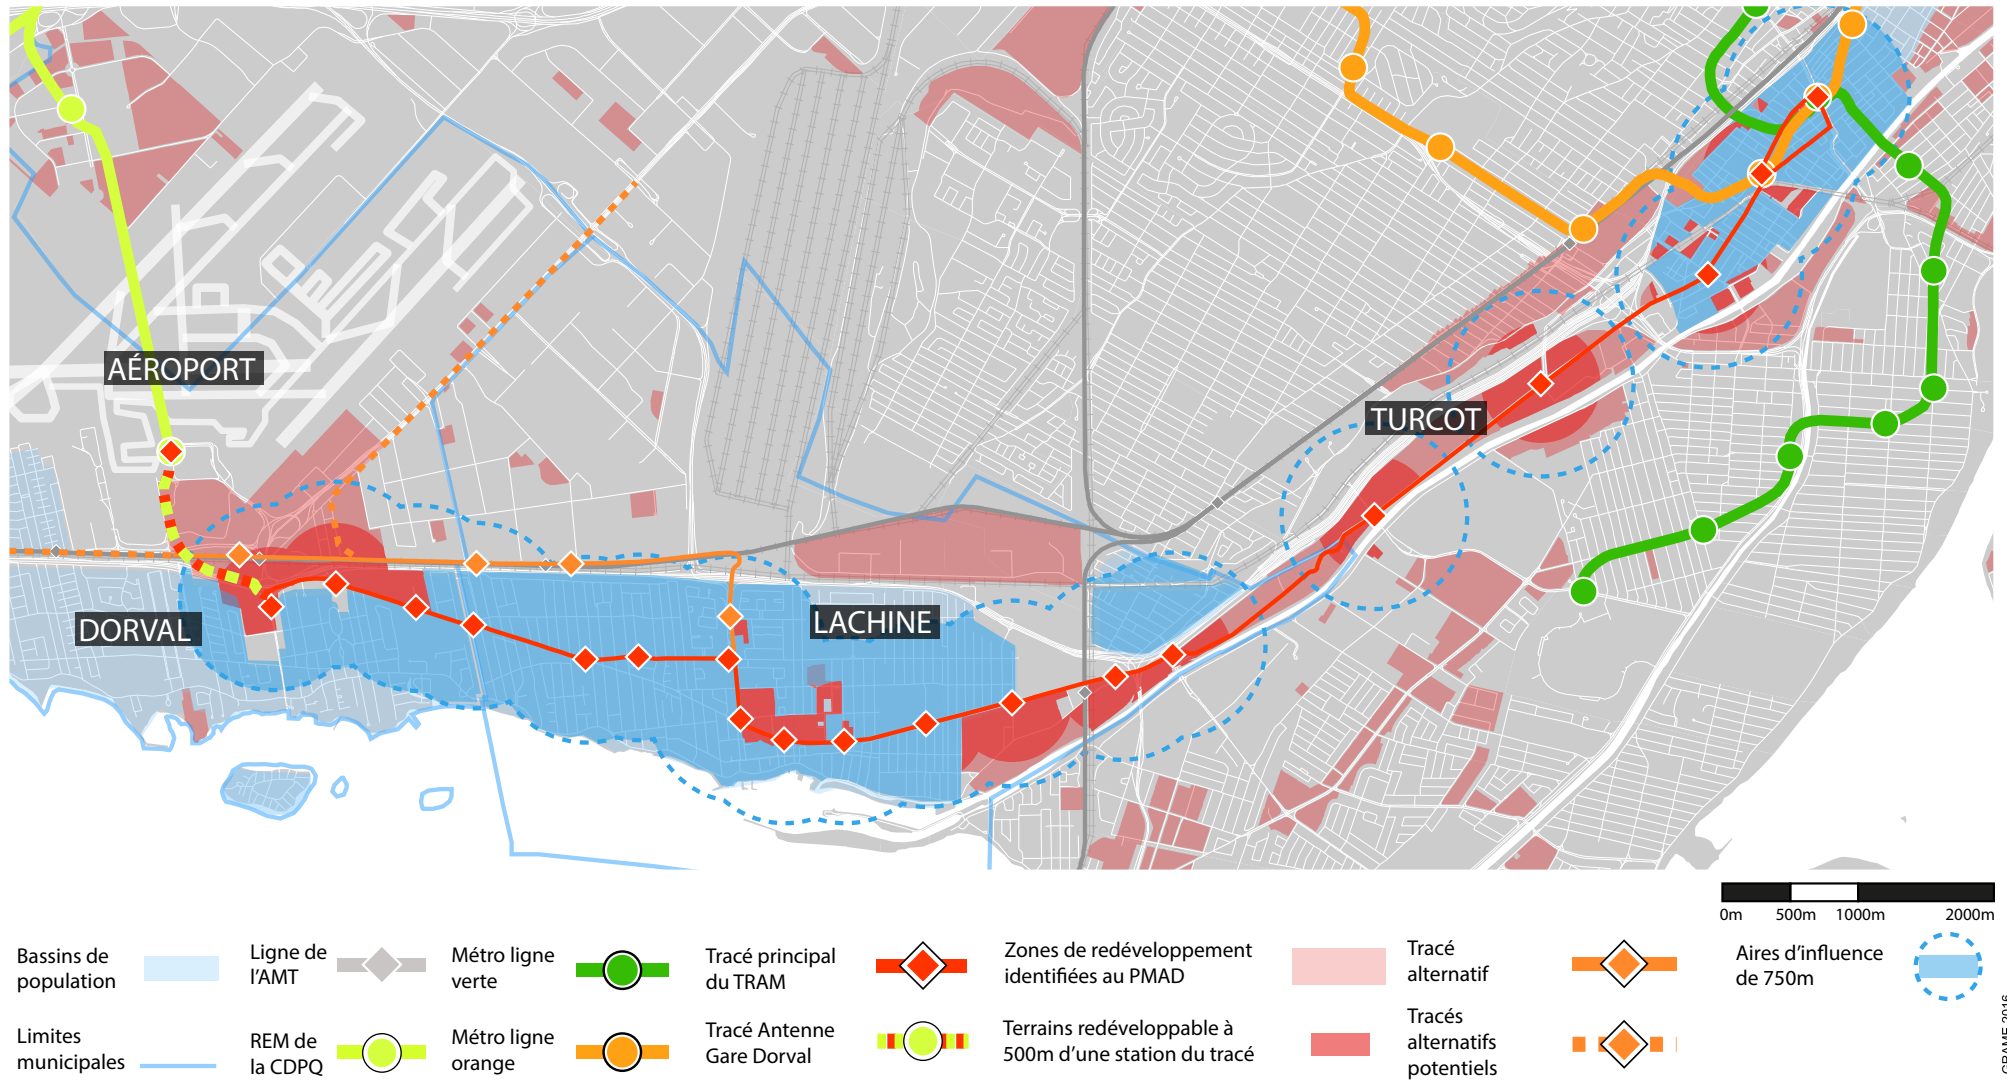 AÉROPORT
TURCOT
DORVAL
LACHINE
0m 500m 1000m 2000m
Bassins de
population
Limites
municipales
Ligne de
l'AMT
REM de
la CDPQ
Métro ligne
verte
Métro ligne
orange
Tracé principal
du TRAM
Tracé Antenne
Gare Dorval
Zones de redéveloppement
identifiées au PMAD
Terrains redéveloppable à
500m d'une station du tracé
Tracé
alternatif
Tracés
alternatifs
potentiels
Aires d'influence
de 750m
GRAME 2016